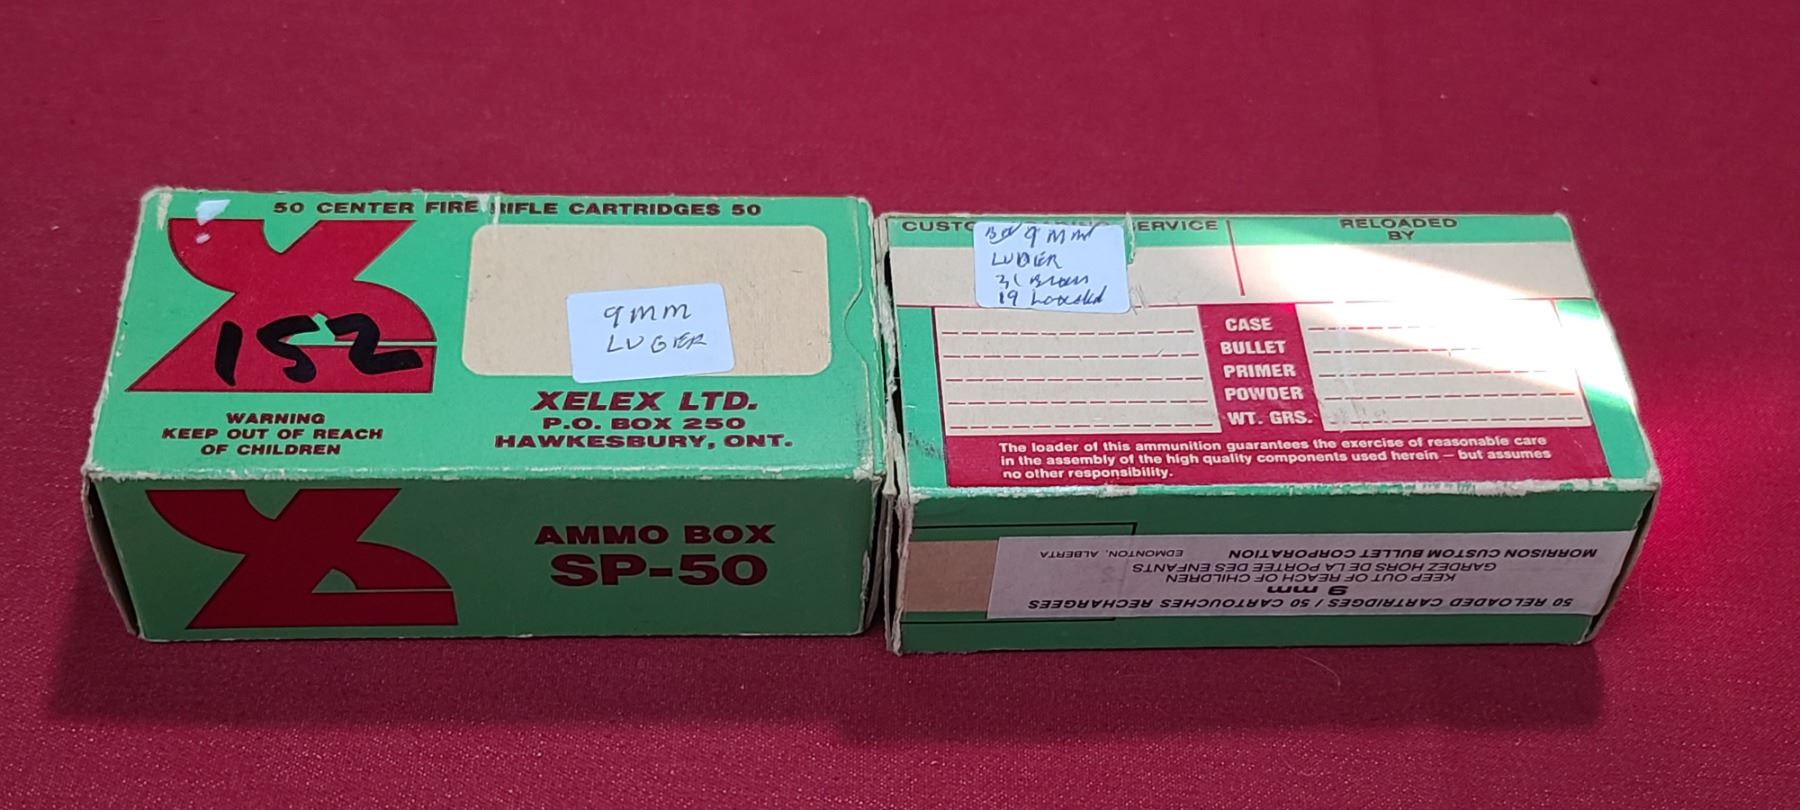 50 CENTER FIRE RIFLE CARTRIDGES 50
X
152
9mm
LUGER
WARNING
KEEP OUT OF REACH
OF CHILDREN
XELEX LTD.
P.O. BOX 250
HAWKESBURY, ONT.
X
AMMO BOX
SP-50
SERVICE
RELOADED
BY
9mm
LUGER
31 Brass
19 Loaded
CASE
BULLET
PRIMER
POWDER
WT. GRS.
The loader of this ammunition guarantees the exercise of reasonable care
in the assembly of the high quality components used herein — but assumes
no other responsibility.
50 RELOADED CARTRIDGES / 50 CARTOUCHES RECHARGEES
9 mm
KEEP OUT OF REACH OF CHILDREN
GARDEZ HORS DE LA PORTEE DES ENFANTS
MORRISON CUSTOM BULLET CORPORATION EDMONTON, ALBERTA